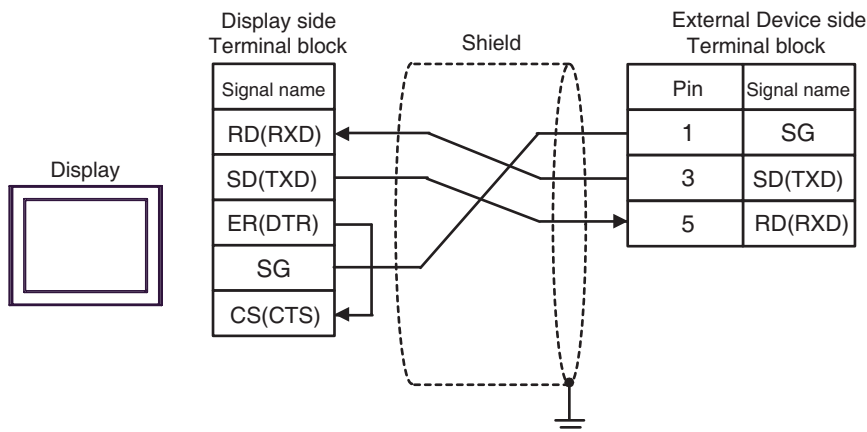 Display side
Terminal block
Shield
External Device side
Terminal block
Display
Signal name
RD(RXD)
SD(TXD)
ER(DTR)
SG
CS(CTS)
Pin Signal name
1 SG
3 SD(TXD)
5 RD(RXD)